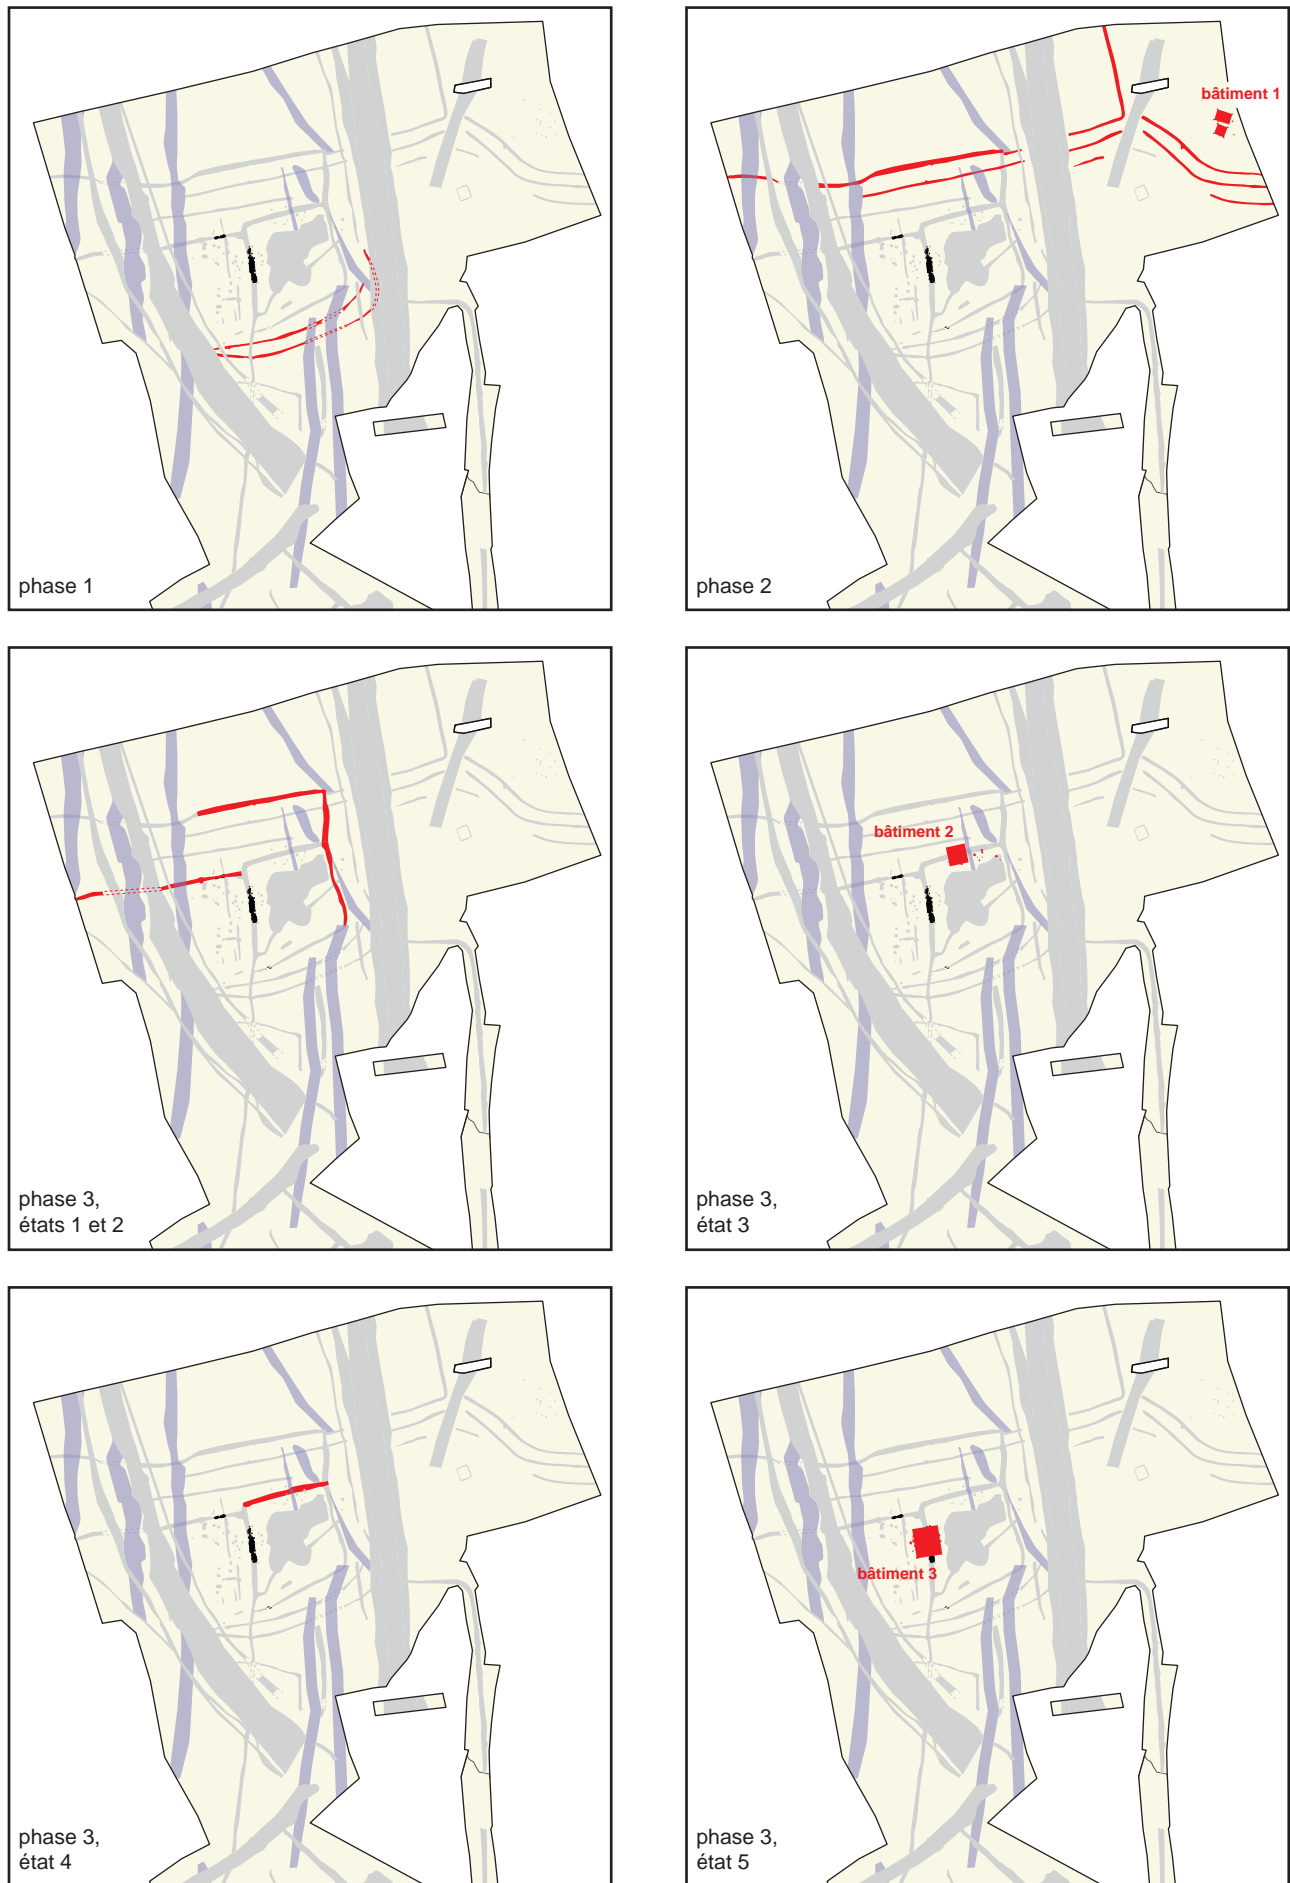 phase 1
bâtiment 1
phase 2
phase 3,
états 1 et 2
bâtiment 2
phase 3,
état 3
phase 3,
état 4
bâtiment 3
phase 3,
état 5